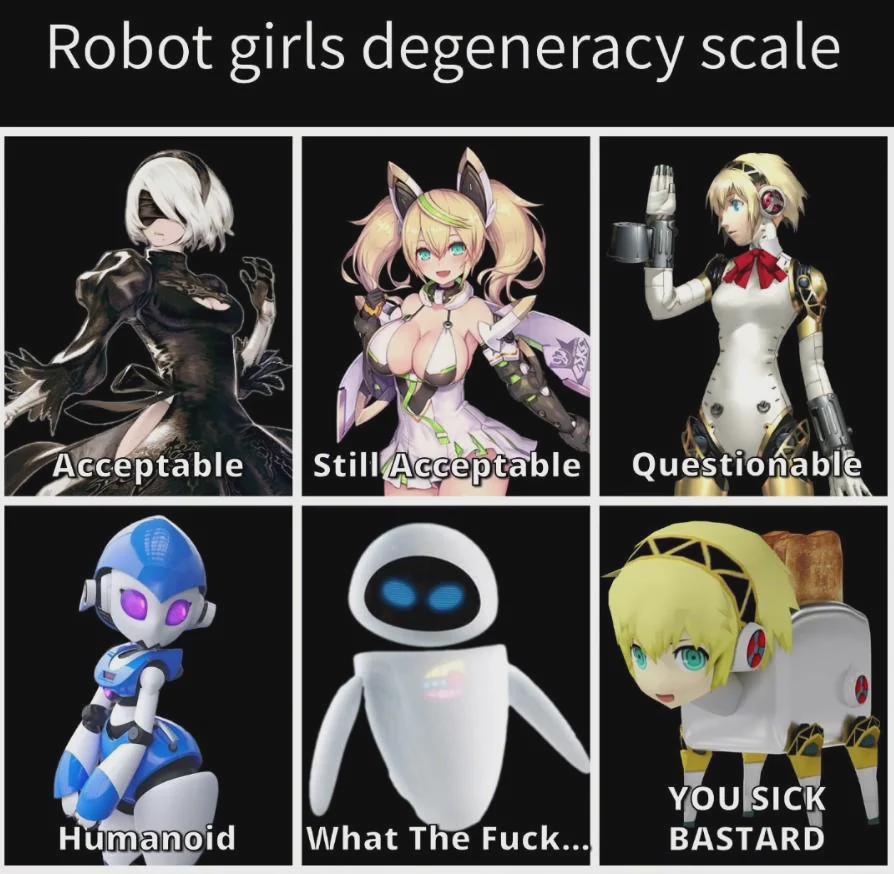 Robot girls degeneracy scale
Acceptable
Still Acceptable
Questionable
Humanoid
What The Fuck...
YOU SICK
BASTARD